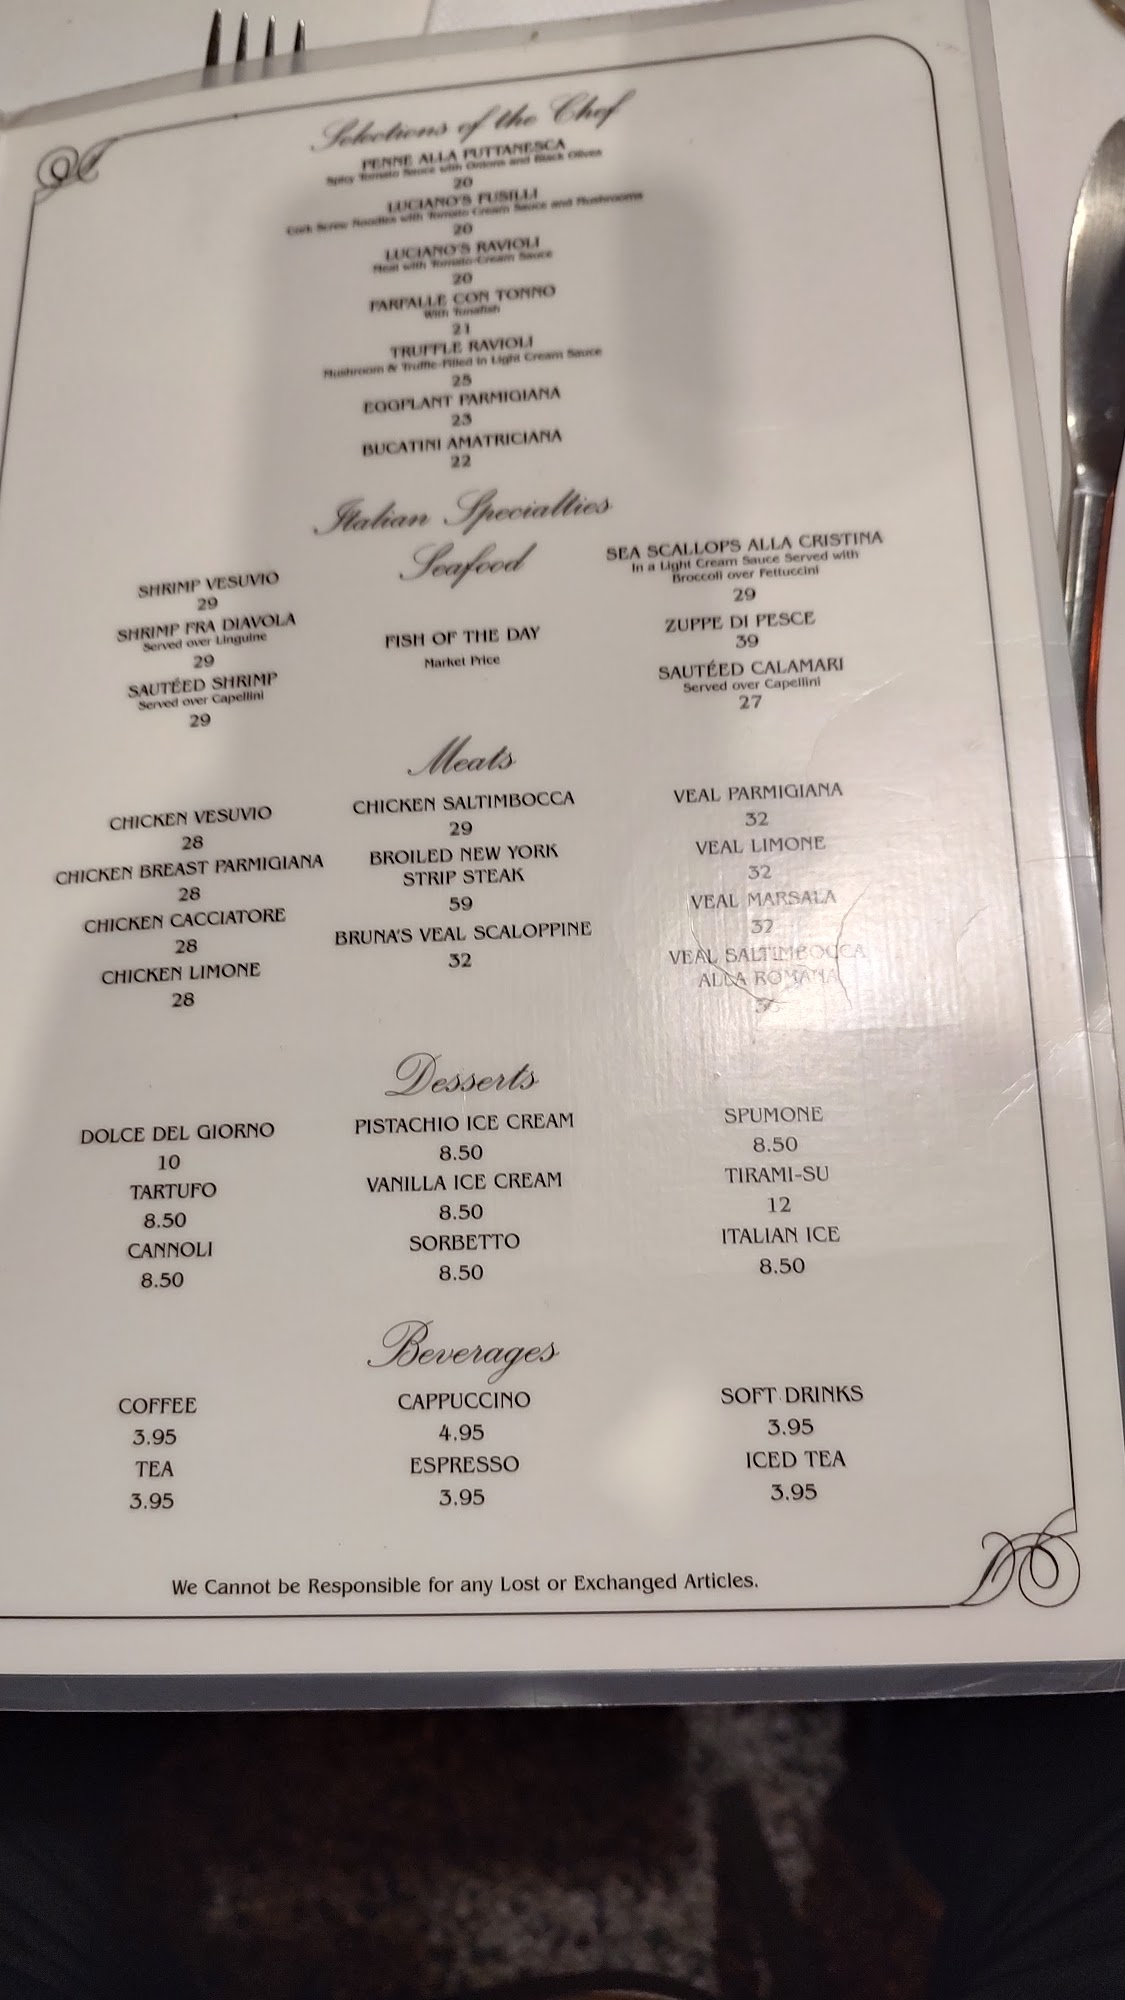 Selections of the Chef
PENNE ALLA PUTTANESCA
Spicy Tomato Sauce with Onions and Black Olives
20
LUCIANO'S FUSILLI
Cork Screw Noodles with Tomato Cream Sauce and Mushrooms
20
LUCIANO'S RAVIOLI
Meat with Tomato-Cream Sauce
20
FARFALLE CON TONNO
With Tunafish
21
TRUFFLE RAVIOLI
Mushroom & Truffle-Filled in Light Cream Sauce
25
EGGPLANT PARMIGIANA
23
BUCATINI AMATRICIANA
22
Italian Specialties
Seafood
SHRIMP VESUVIO
29
SHRIMP FRA DIAVOLA
Served over Linguine
29
SAUTÉED SHRIMP
Served over Capellini
29
FISH OF THE DAY
Market Price
SEA SCALLOPS ALLA CRISTINA
In a Light Cream Sauce Served with
Broccoli over Fettuccini
29
ZUPPE DI PESCE
39
SAUTÉED CALAMARI
Served over Capellini
27
Meats
CHICKEN VESUVIO
28
CHICKEN BREAST PARMIGIANA
28
CHICKEN CACCIATORE
28
CHICKEN LIMONE
28
CHICKEN SALTIMBOCCA
29
BROILED NEW YORK
STRIP STEAK
59
BRUNA'S VEAL SCALOPPINE
32
VEAL PARMIGIANA
32
VEAL LIMONE
32
VEAL MARSALA
32
VEAL SALTIMBOCCA
ALLA ROMANA
Desserts
DOLCE DEL GIORNO
10
TARTUFO
8.50
CANNOLI
8.50
PISTACHIO ICE CREAM
8.50
VANILLA ICE CREAM
8.50
SORBETTO
8.50
SPUMONE
8.50
TIRAMI-SU
12
ITALIAN ICE
8.50
Beverages
COFFEE
3.95
TEA
3.95
CAPPUCCINO
4.95
ESPRESSO
3.95
SOFT DRINKS
3.95
ICED TEA
3.95
We Cannot be Responsible for any Lost or Exchanged Articles.